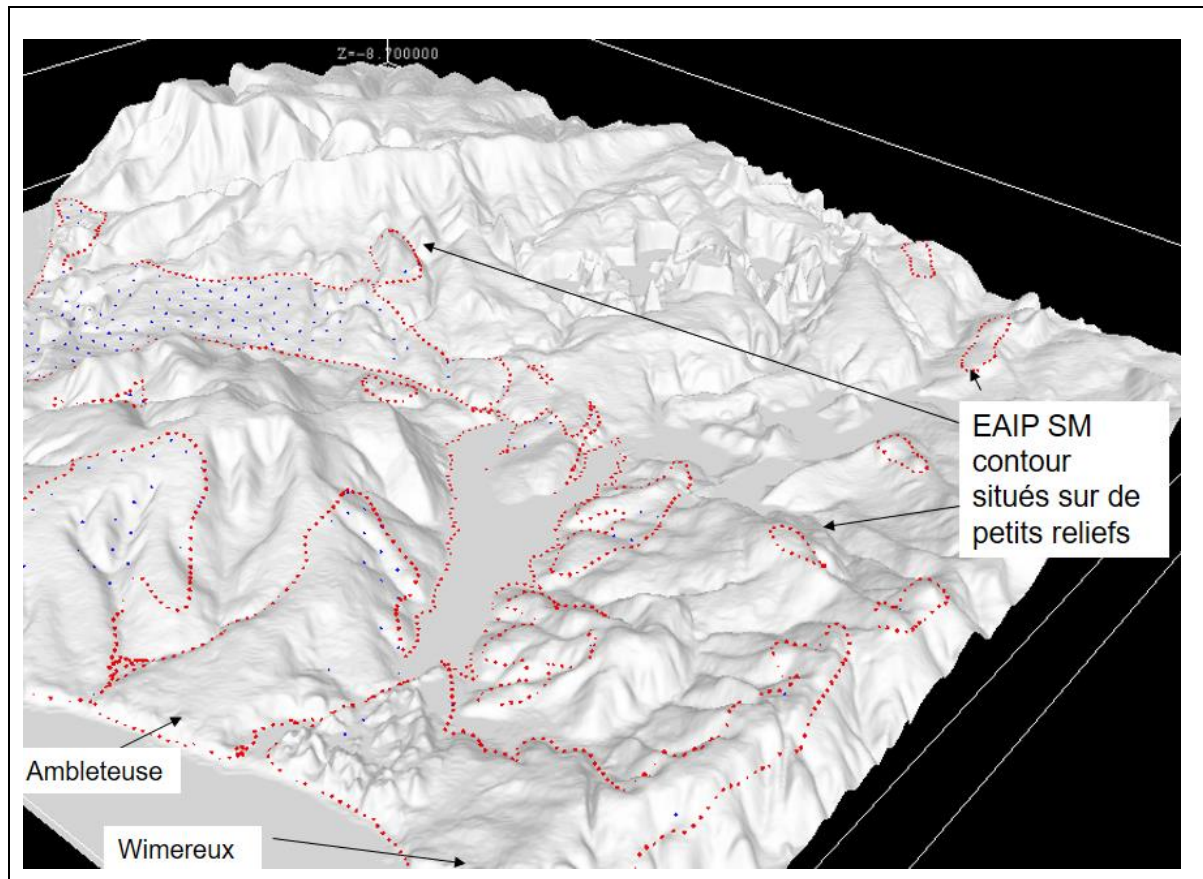 Z=-8.700000
EAIP SM
contour
situés sur de
petits reliefs
Ambleteuse
Wimereux